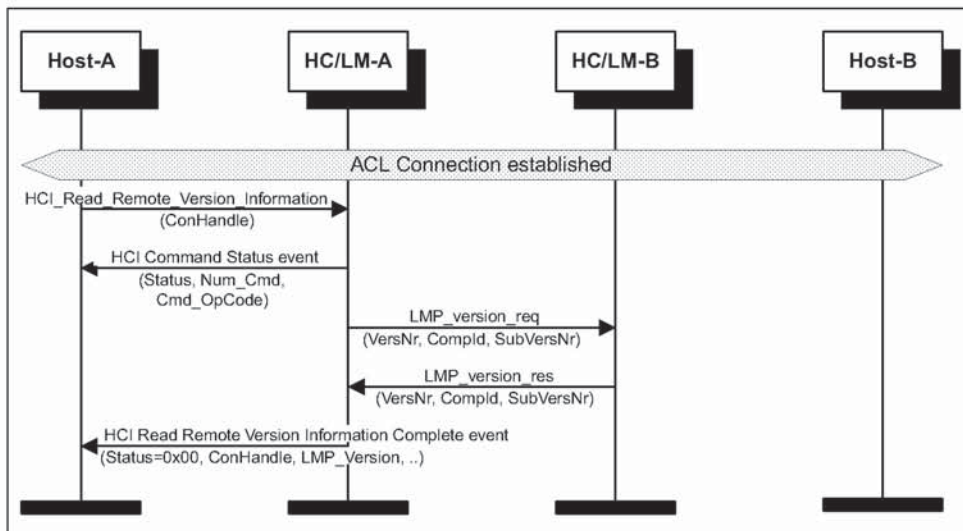 Host-A
HC/LM-A
HC/LM-B
Host-B
ACL Connection established
HCI_Read_Remote_Version_Information
(ConHandle)
HCI Command Status event
(Status, Num_Cmd,
Cmd_OpCode)
LMP_version_req
(VersNr, CompId, SubVersNr)
LMP_version_res
(VersNr, CompId, SubVersNr)
HCI Read Remote Version Information Complete event
(Status=0x00, ConHandle, LMP_Version, ..)